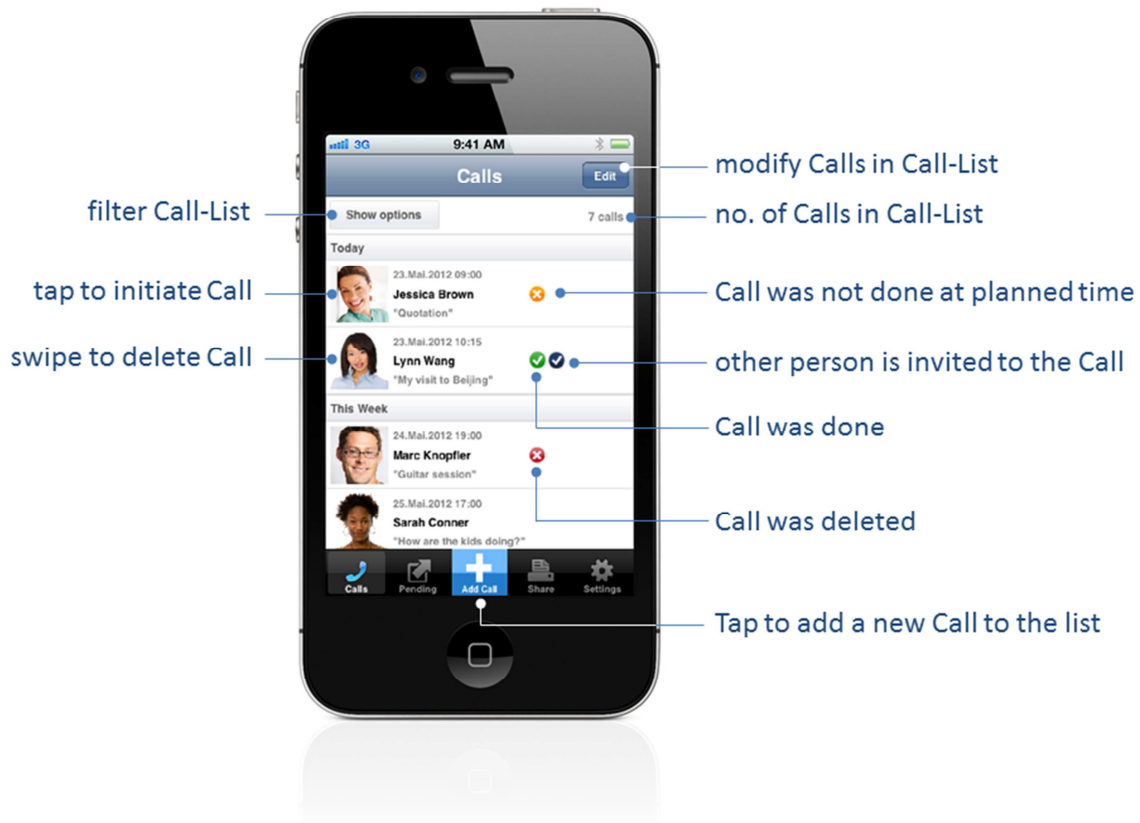 3G 9:41 AM
Calls Edit
modify Calls in Call-List
filter Call-List
Show options 7 calls
no. of Calls in Call-List
Today
tap to initiate Call
23.Mai.2012 09:00
Jessica Brown
"Quotation"
Call was not done at planned time
swipe to delete Call
23.Mai.2012 10:15
Lynn Wang
"My visit to Beijing"
other person is invited to the Call
Call was done
This Week
24.Mai.2012 19:00
Marc Knopfler
"Guitar session"
Call was deleted
25.Mai.2012 17:00
Sarah Conner
"How are the kids doing?"
Calls Pending Add Call Share Settings
Tap to add a new Call to the list